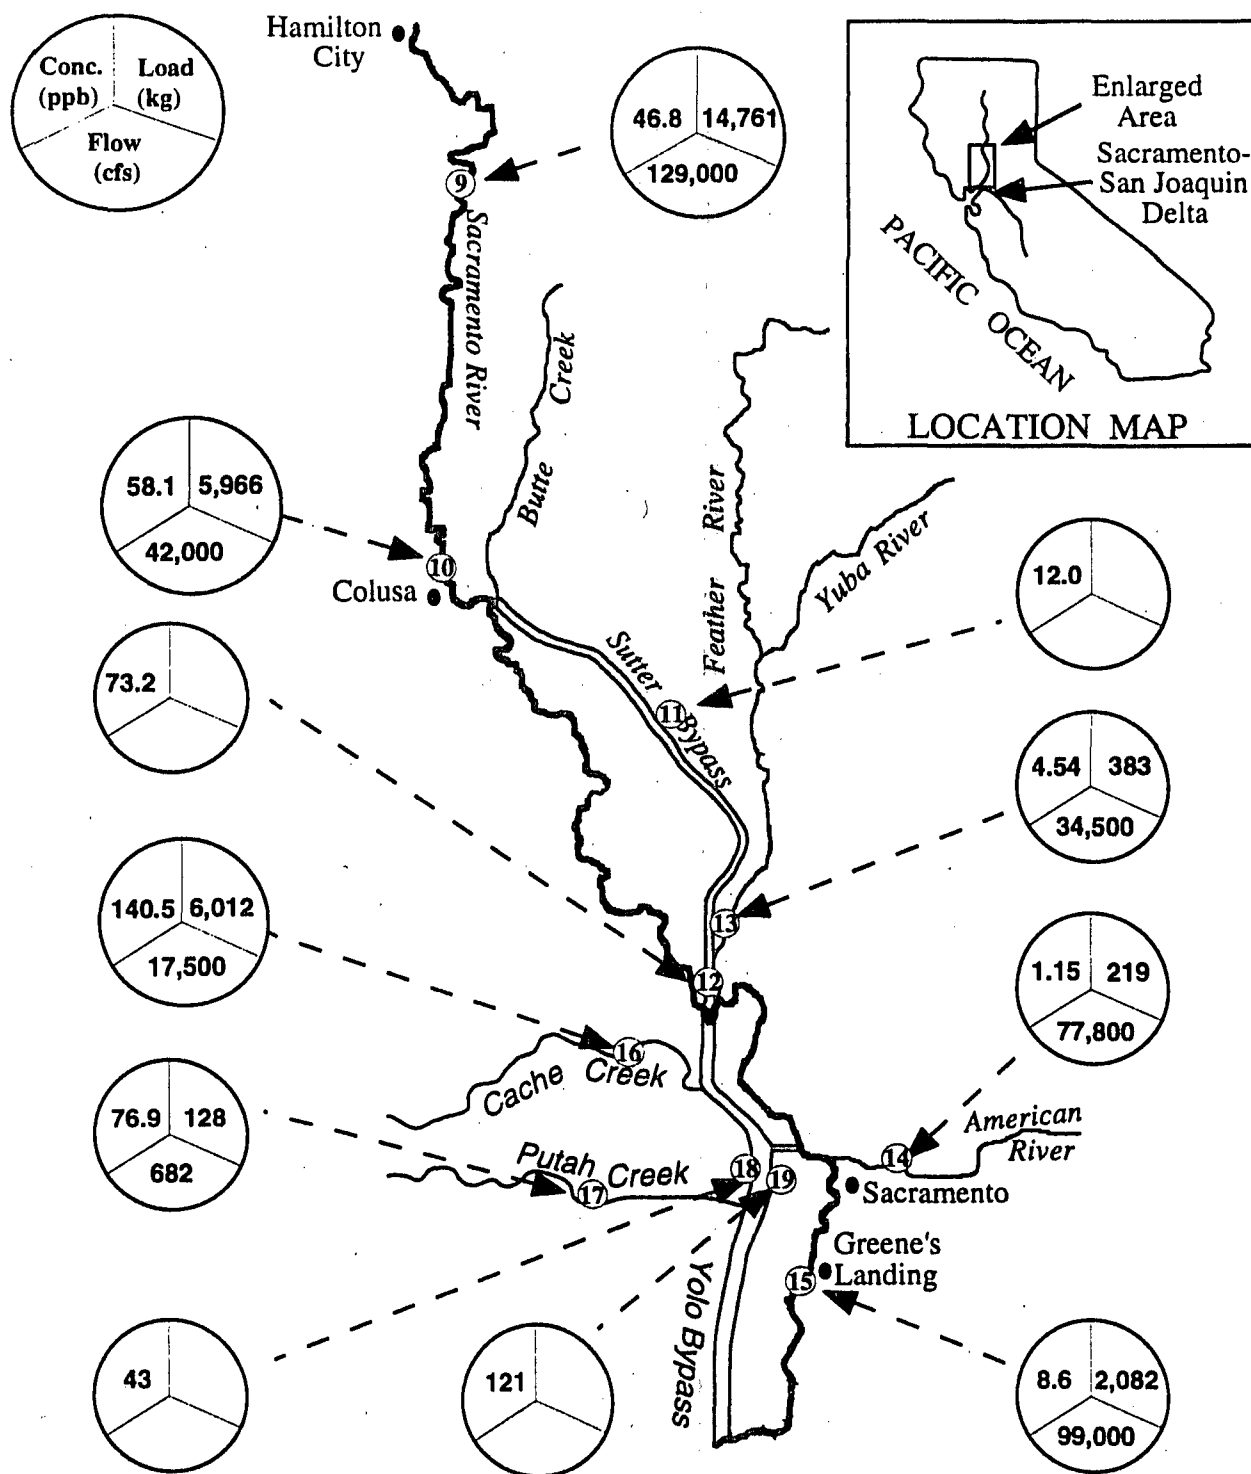 Hamilton
City
Conc.
(ppb)
Load
(kg)
Flow
(cfs)
46.8
14,761
129,000
Enlarged
Area
Sacramento-
San Joaquin
Delta
PACIFIC OCEAN
LOCATION MAP
9
Sacramento River
Butte Creek
58.1
5,966
42,000
10
Colusa
Feather River
Yuba River
12.0
Sutter Bypass
11
73.2
4.54
383
34,500
13
12
140.5
6,012
17,500
1.15
219
77,800
16
Cache Creek
76.9
128
682
American
River
14
Putah Creek
17
18
19
Sacramento
Greene's
Landing
15
Yolo Bypass
43
121
8.6
2,082
99,000